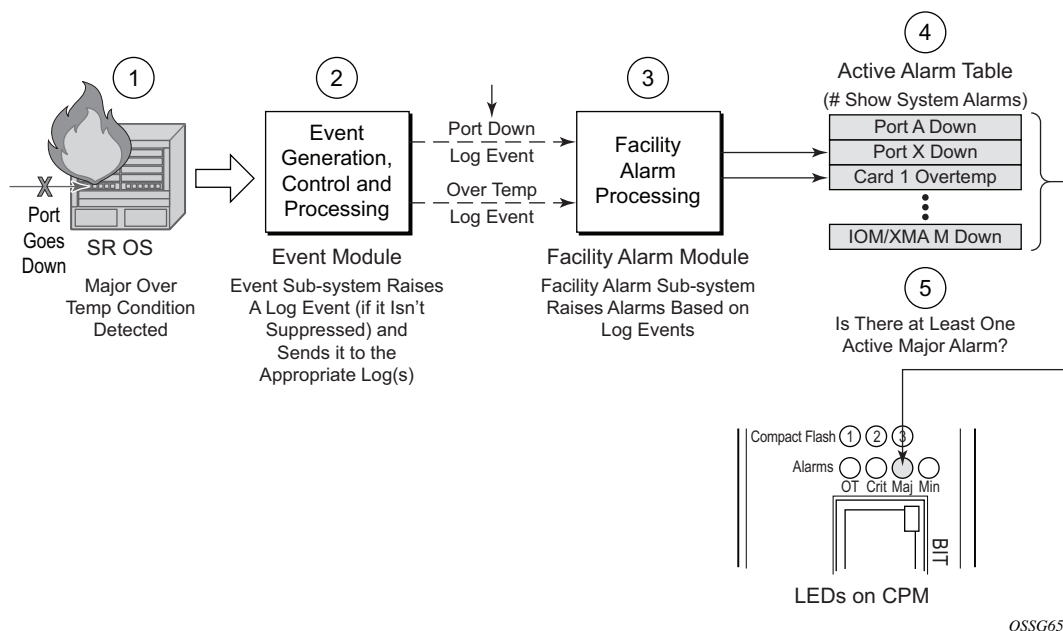 1
Port
Goes
Down
SR OS
Major Over
Temp Condition
Detected
2
Event
Generation,
Control and
Processing
Event Module
Event Sub-system Raises
A Log Event (if it Isn't
Suppressed) and
Sends it to the
Appropriate Log(s)
Port Down
Log Event
Over Temp
Log Event
3
Facility
Alarm
Processing
Facility Alarm Module
Facility Alarm Sub-system
Raises Alarms Based on
Log Events
4
Active Alarm Table
(# Show System Alarms)
Port A Down
Port X Down
Card 1 Overtemp
IOM/XMA M Down
5
Is There at Least One
Active Major Alarm?
Compact Flash 1 2 3
Alarms
OT Crit Maj Min
BIT
LEDs on CPM
OSSG65